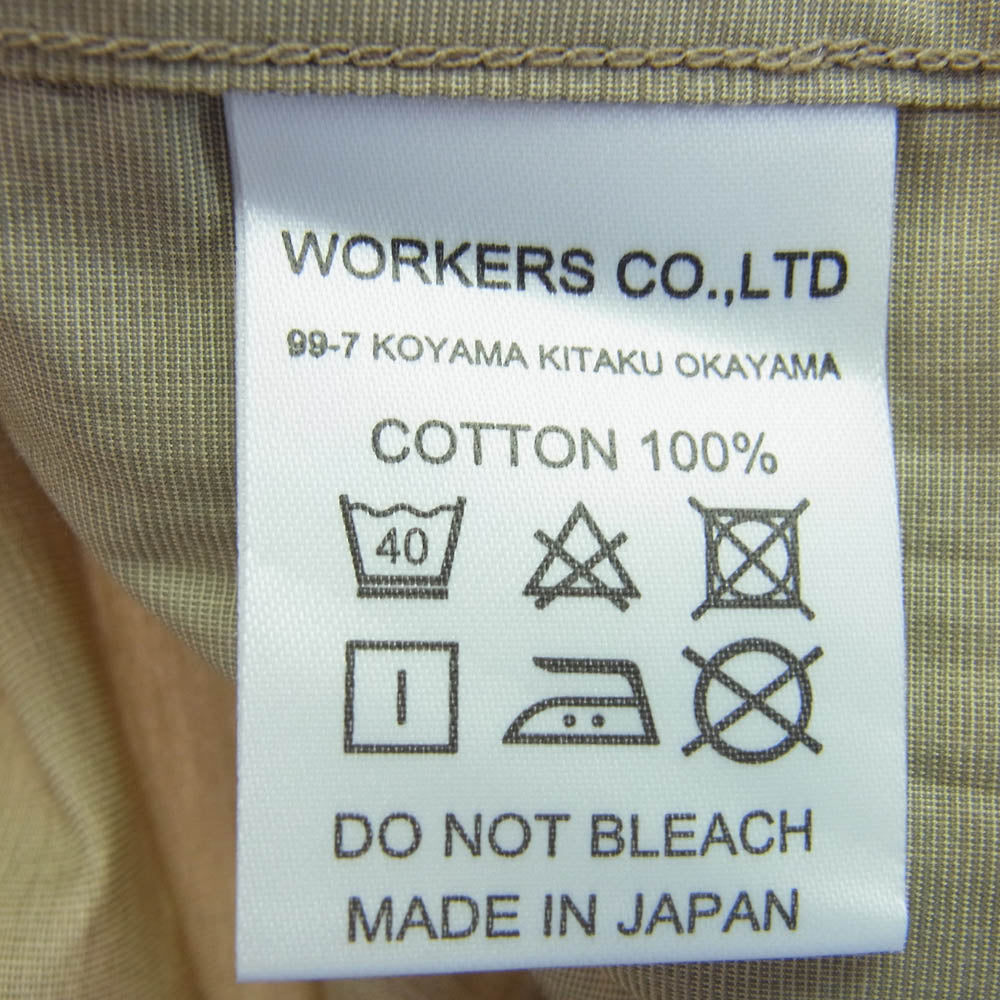 WORKERS CO.,LTD
99-7 KOYAMA KITAKU OKAYAMA
COTTON 100%
40
DO NOT BLEACH
MADE IN JAPAN